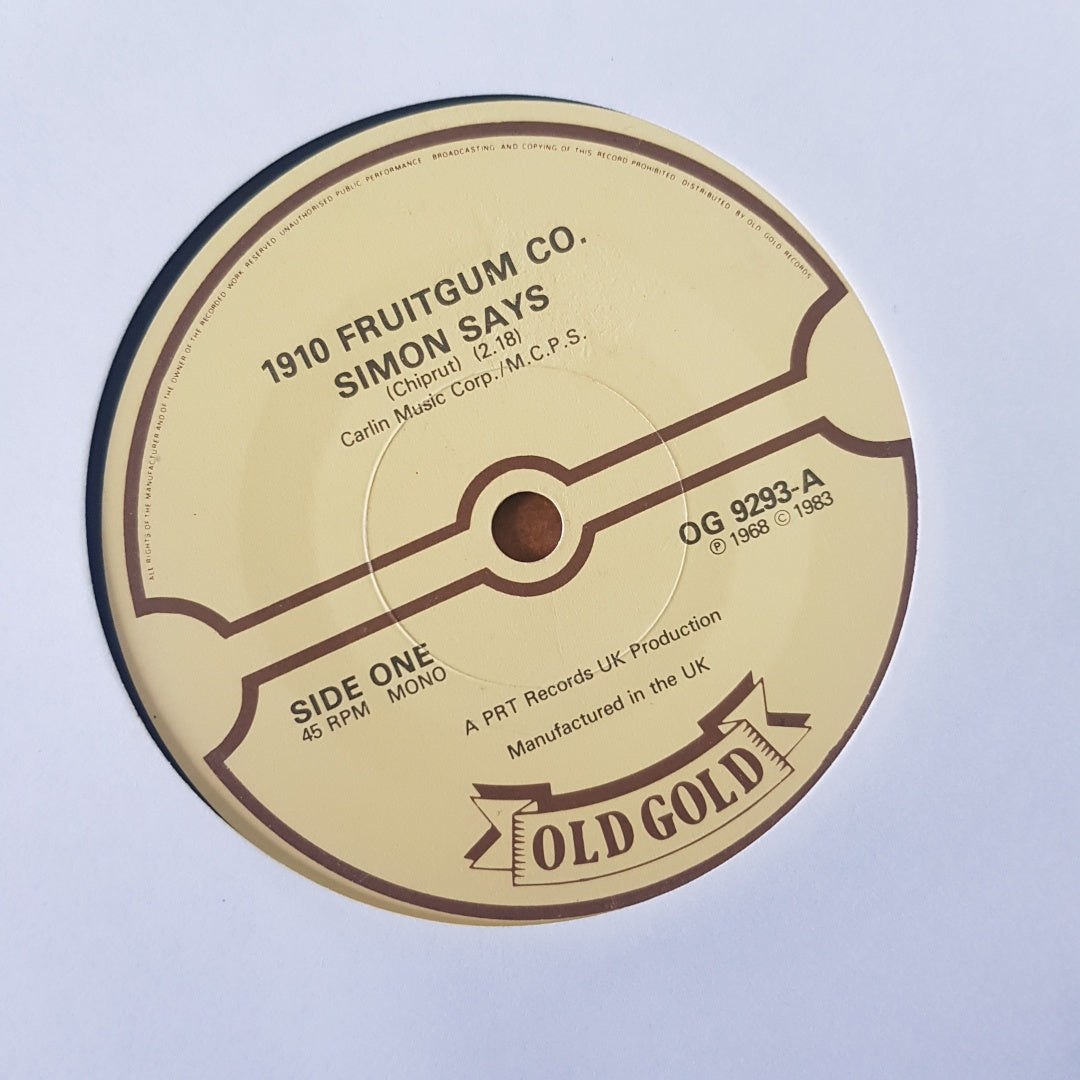 ALL RIGHTS OF THE MANUFACTURER AND OF THE OWNER OF THE RECORDED WORK RESERVED UNAUTHORISED PUBLIC PERFORMANCE BROADCASTING AND COPYING OF THIS RECORD PROHIBITED. DISTRIBUTED BY OLD GOLD RECORDS
1910 FRUITGUM CO.
SIMON SAYS
(Chiprut) (2.18)
Carlin Music Corp./M.C.P.S.
OG 9293-A
Ⓟ 1968 © 1983
SIDE ONE
45 RPM MONO
A PRT Records UK Production
Manufactured in the UK
OLD GOLD